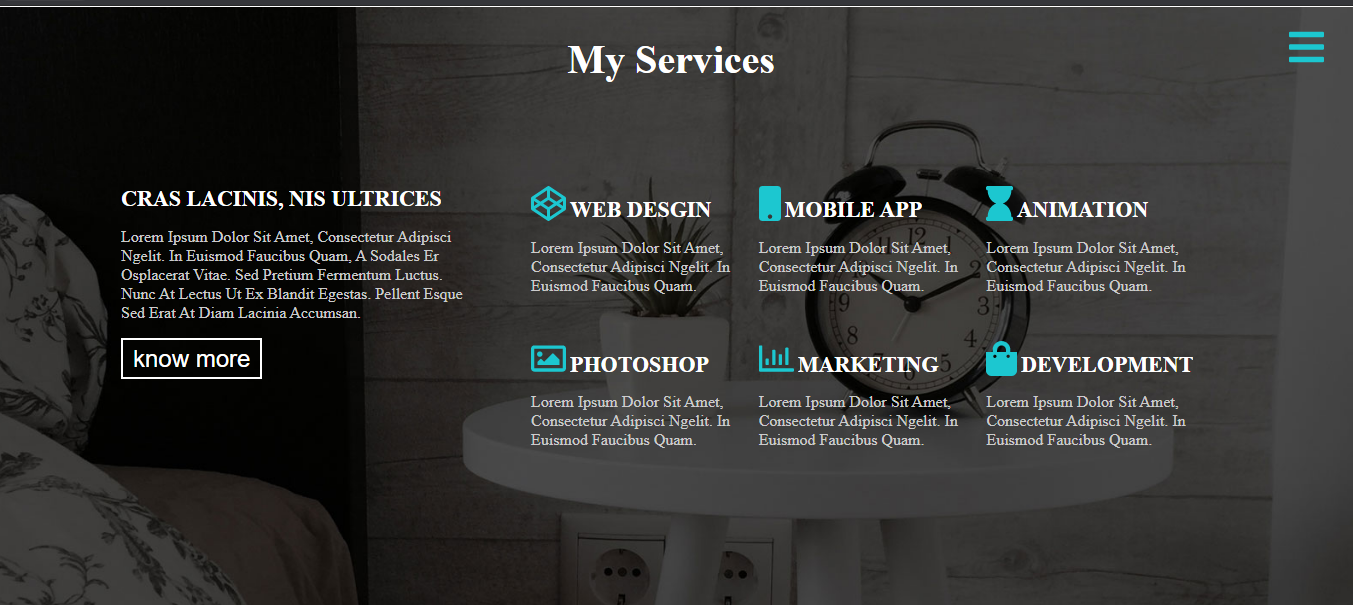 My Services
CRAS LACINIS, NIS ULTRICES
Lorem Ipsum Dolor Sit Amet, Consectetur Adipisci
Ngelit. In Euismod Faucibus Quam, A Sodales Er
Osplacerat Vitae. Sed Pretium Fermentum Luctus.
Nunc At Lectus Ut Ex Blandit Egestas. Pellent Esque
Sed Erat At Diam Lacinia Accumsan.
know more
WEB DESGIN
Lorem Ipsum Dolor Sit Amet,
Consectetur Adipisci Ngelit. In
Euismod Faucibus Quam.
MOBILE APP
Lorem Ipsum Dolor Sit Amet,
Consectetur Adipisci Ngelit. In
Euismod Faucibus Quam.
ANIMATION
Lorem Ipsum Dolor Sit Amet,
Consectetur Adipisci Ngelit. In
Euismod Faucibus Quam.
PHOTOSHOP
Lorem Ipsum Dolor Sit Amet,
Consectetur Adipisci Ngelit. In
Euismod Faucibus Quam.
MARKETING
Lorem Ipsum Dolor Sit Amet,
Consectetur Adipisci Ngelit. In
Euismod Faucibus Quam.
DEVELOPMENT
Lorem Ipsum Dolor Sit Amet,
Consectetur Adipisci Ngelit. In
Euismod Faucibus Quam.